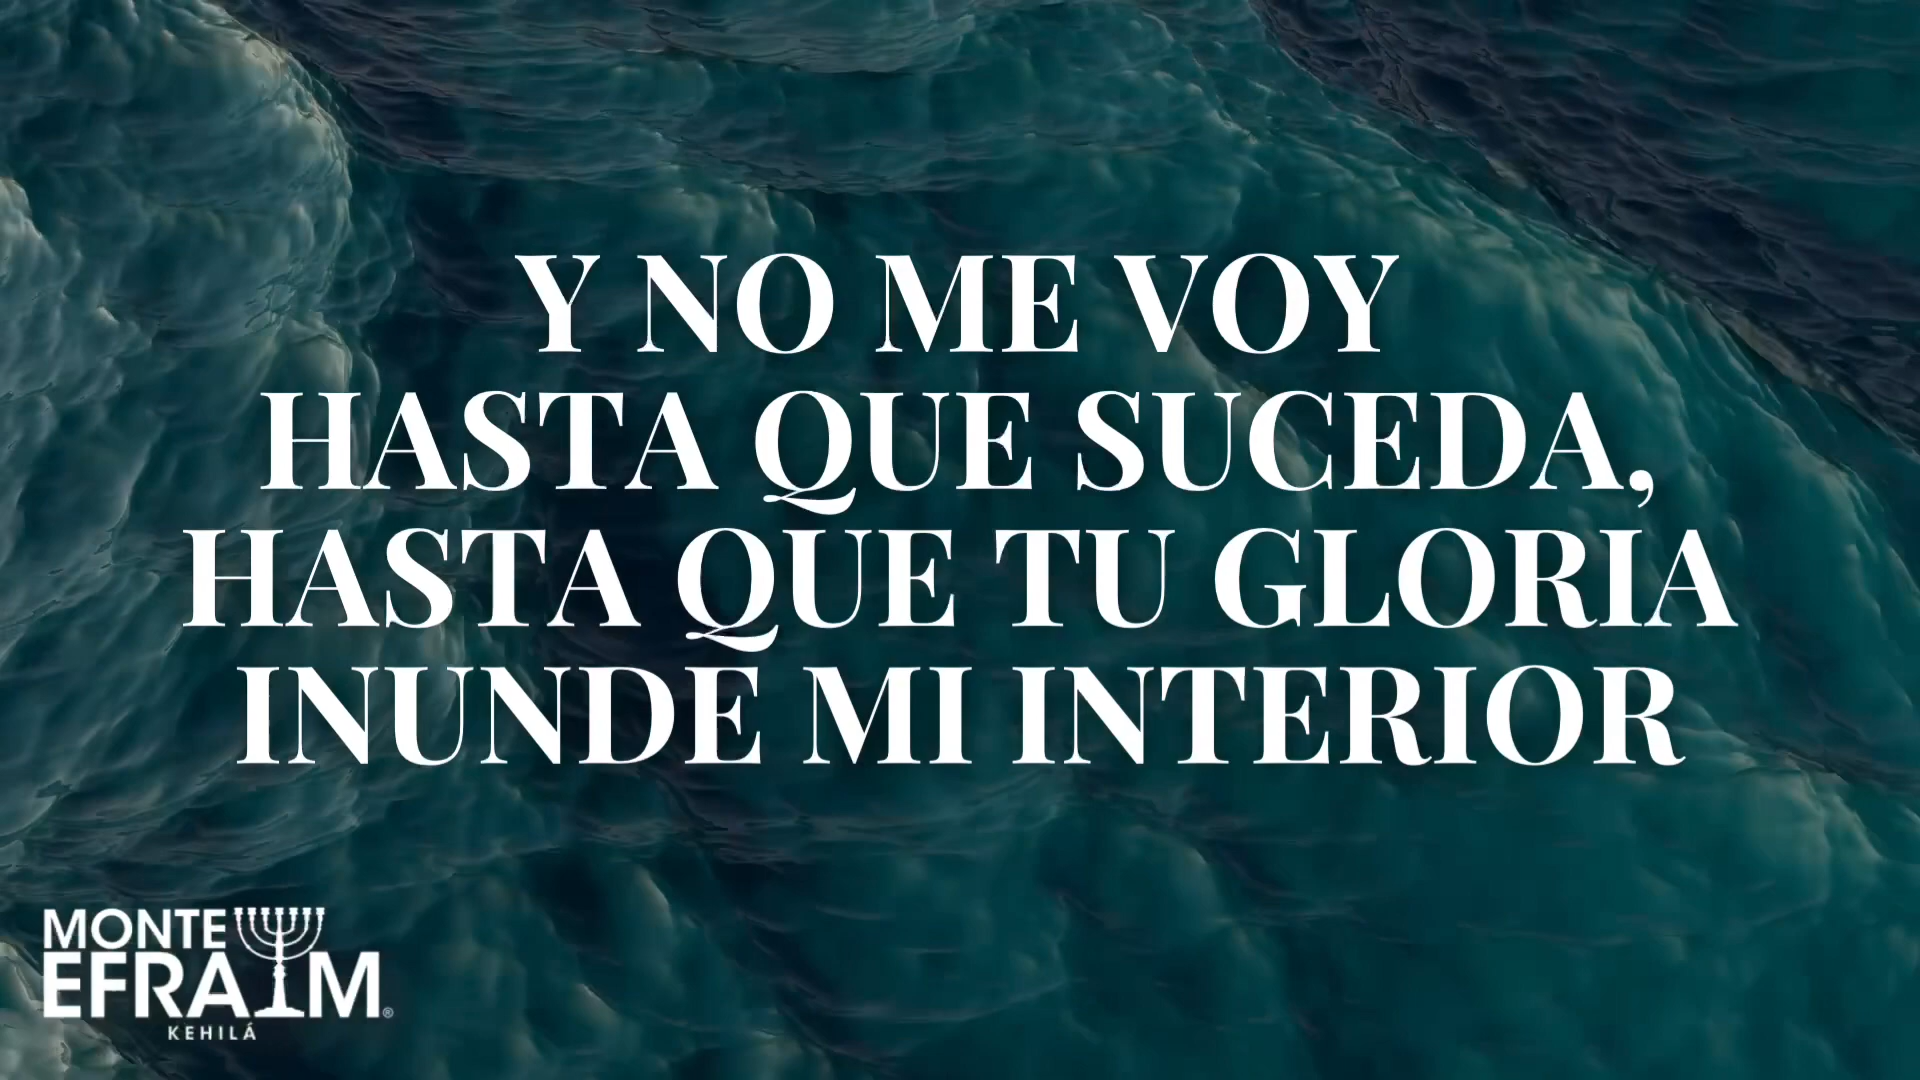 Y NO ME VOY
HASTA QUE SUCEDA,
HASTA QUE TU GLORIA
INUNDE MI INTERIOR
MONTE
EFRAIM®
KEHILÁ